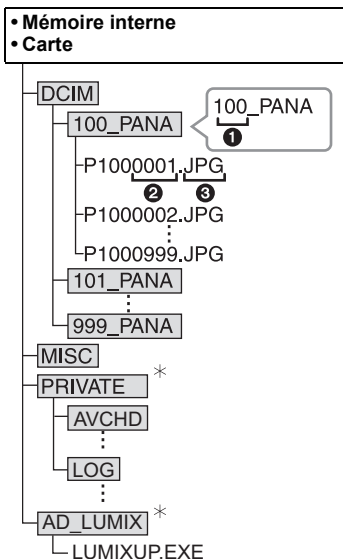 • Mémoire interne
• Carte
DCIM
100_PANA
100_PANA
❶
P1000001.JPG
❷ ❸
P1000002.JPG
P1000999.JPG
101_PANA
999_PANA
MISC
PRIVATE *
AVCHD
LOG
AD_LUMIX *
LUMIXUP.EXE